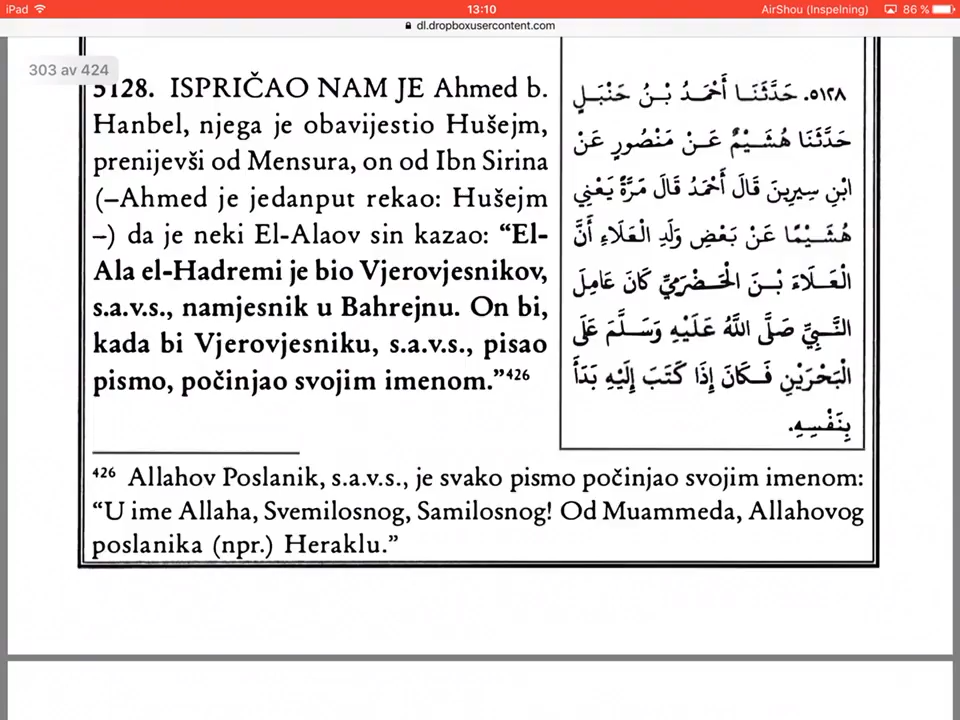 iPad 13:10 AirShou (Inspelning) 86 %
dl.dropboxusercontent.com
303 av 424
5128. ISPRIČAO NAM JE Ahmed b.
Hanbel, njega je obavijestio Hušejm,
prenijevši od Mensura, on od Ibn Sirina
(–Ahmed je jedanput rekao: Hušejm
–) da je neki El-Alaov sin kazao: “El-
Ala el-Hadremi je bio Vjerovjesnikov,
s.a.v.s., namjesnik u Bahrejnu. On bi,
kada bi Vjerovjesniku, s.a.v.s., pisao
pismo, počinjao svojim imenom.”⁴²⁶
٥١٢٨. حَدَّثَنَا أَحْمَدُ بْنُ حَنْبَلٍ
حَدَّثَنَا هُشَيْمٌ عَنْ مَنْصُورٍ عَنْ
ابْنِ سِيرِينَ قَالَ أَحْمَدُ قَالَ مَرَّةً يَعْنِي
هُشَيْمًا عَنْ بَعْضِ وَلَدِ الْعَلَاءِ أَنَّ
الْعَلَاءَ بْنَ الْحَضْرَمِيِّ كَانَ عَامِلَ
النَّبِيِّ صَلَّى اللَّهُ عَلَيْهِ وَسَلَّمَ عَلَى
الْبَحْرَيْنِ فَكَانَ إِذَا كَتَبَ إِلَيْهِ بَدَأَ
بِنَفْسِهِ.
⁴²⁶ Allahov Poslanik, s.a.v.s., je svako pismo počinjao svojim imenom:
“U ime Allaha, Svemilosnog, Samilosnog! Od Muammeda, Allahovog
poslanika (npr.) Heraklu.”